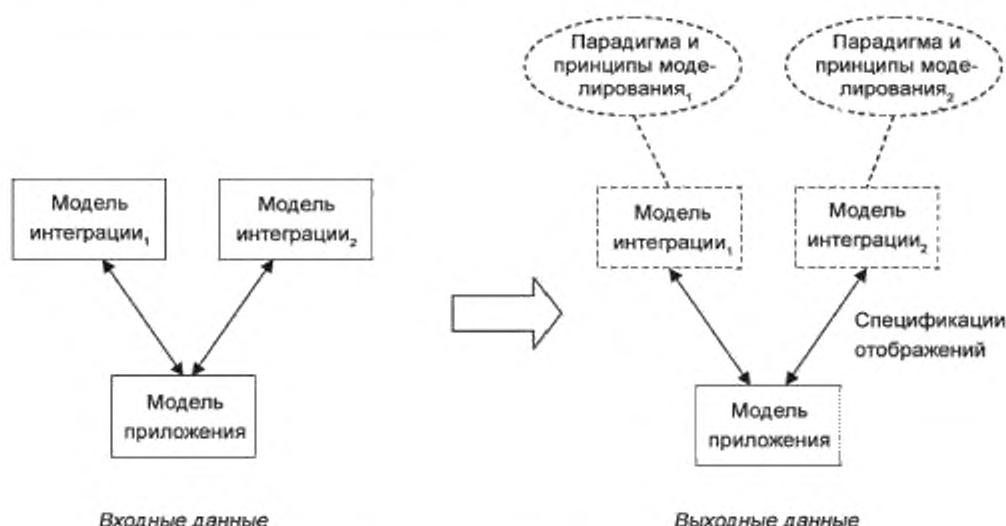 Парадигма и
принципы моде-
лирования₁
Парадигма и
принципы моде-
лирования₂
Модель
интеграции₁
Модель
интеграции₂
Модель
интеграции₁
Модель
интеграции₂
Спецификации
отображений
Модель
приложения
Модель
приложения
Входные данные
Выходные данные